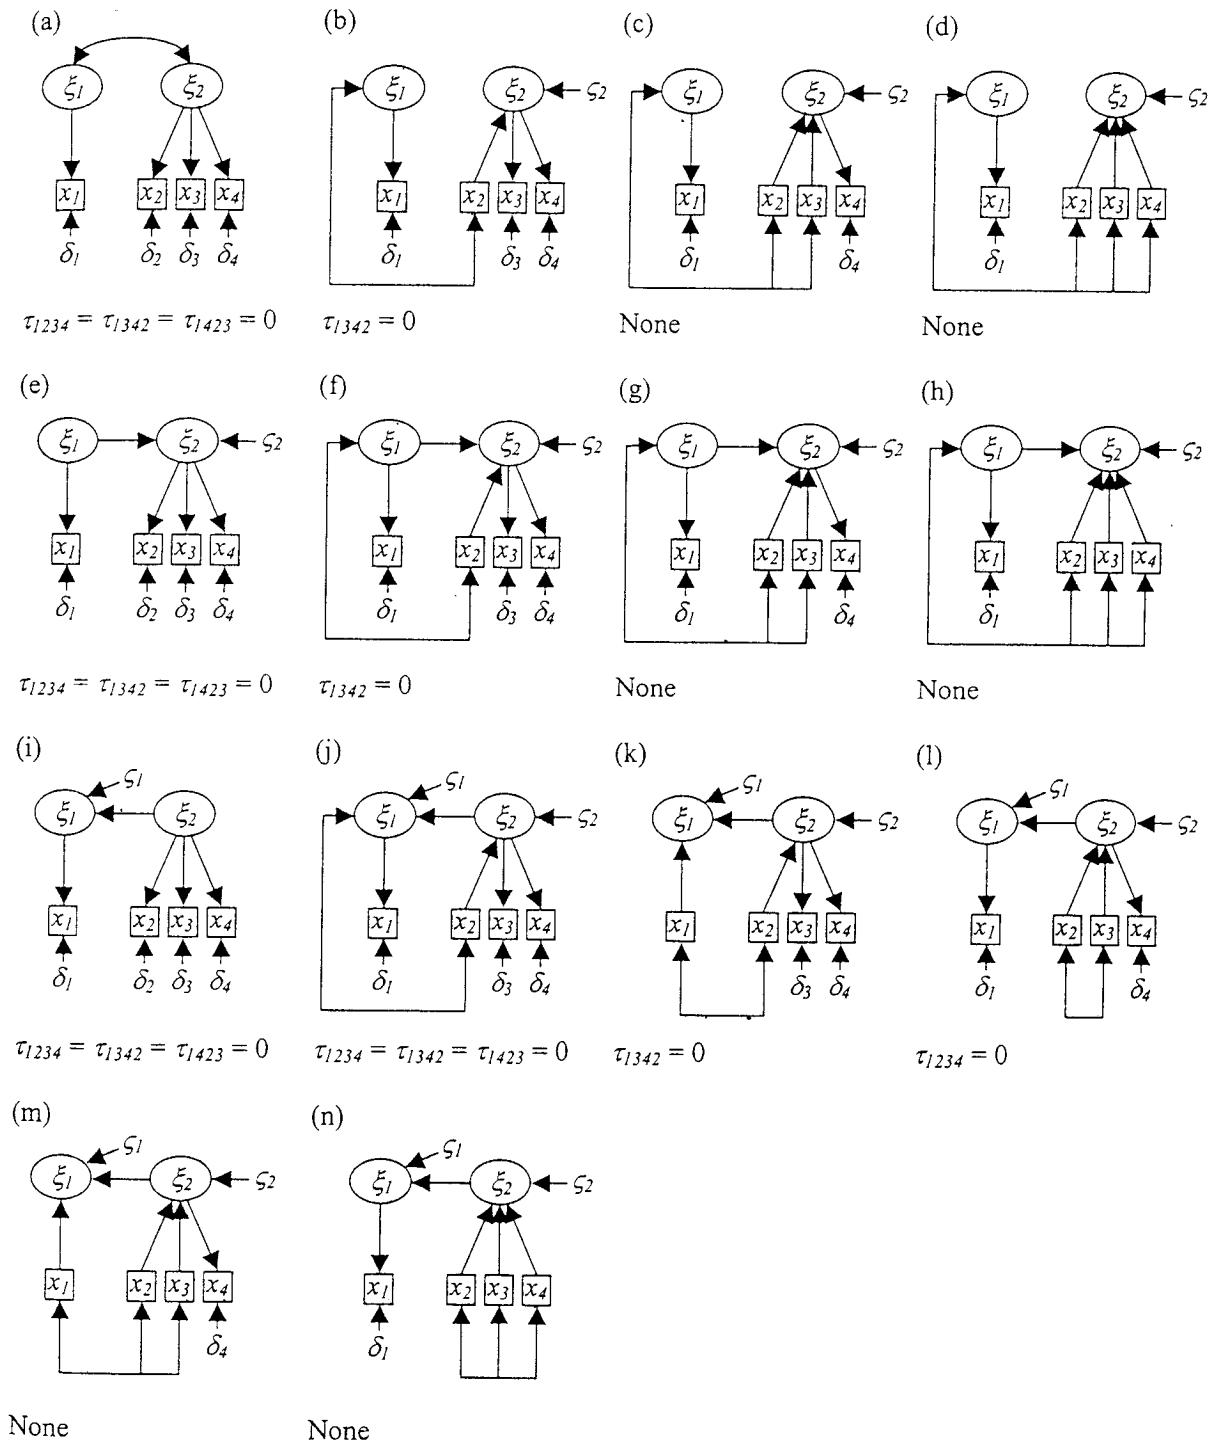 (a) (b) (c) (d)
ξ1 ξ2 ξ1 ξ2 ς2 ξ1 ξ2 ς2 ξ1 ξ2 ς2
x1 x2 x3 x4 x1 x2 x3 x4 x1 x2 x3 x4 x1 x2 x3 x4
δ1 δ2 δ3 δ4 δ1 δ3 δ4 δ1 δ4 δ1
τ1234 = τ1342 = τ1423 = 0 τ1342 = 0 None None
(e) (f) (g) (h)
ξ1 ξ2 ς2 ξ1 ξ2 ς2 ξ1 ξ2 ς2 ξ1 ξ2 ς2
x1 x2 x3 x4 x1 x2 x3 x4 x1 x2 x3 x4 x1 x2 x3 x4
δ1 δ2 δ3 δ4 δ1 δ3 δ4 δ1 δ4 δ1
τ1234 = τ1342 = τ1423 = 0 τ1342 = 0 None None
(i) (j) (k) (l)
ς1 ς1 ς1 ς1
ξ1 ξ2 ξ1 ξ2 ς2 ξ1 ξ2 ς2 ξ1 ξ2 ς2
x1 x2 x3 x4 x1 x2 x3 x4 x1 x2 x3 x4 x1 x2 x3 x4
δ1 δ2 δ3 δ4 δ1 δ3 δ4 δ3 δ4 δ1 δ4
τ1234 = τ1342 = τ1423 = 0 τ1234 = τ1342 = τ1423 = 0 τ1342 = 0 τ1234 = 0
(m) (n)
ς1 ς1
ξ1 ξ2 ς2 ξ1 ξ2 ς2
x1 x2 x3 x4 x1 x2 x3 x4
δ4 δ1
None None